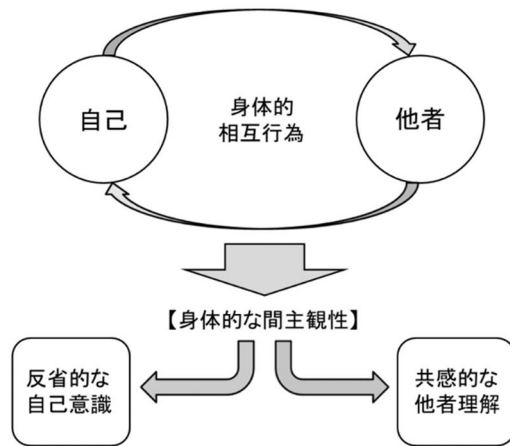 自己
身体的
相互行為
他者
【身体的な間主観性】
反省的な
自己意識
共感的な
他者理解